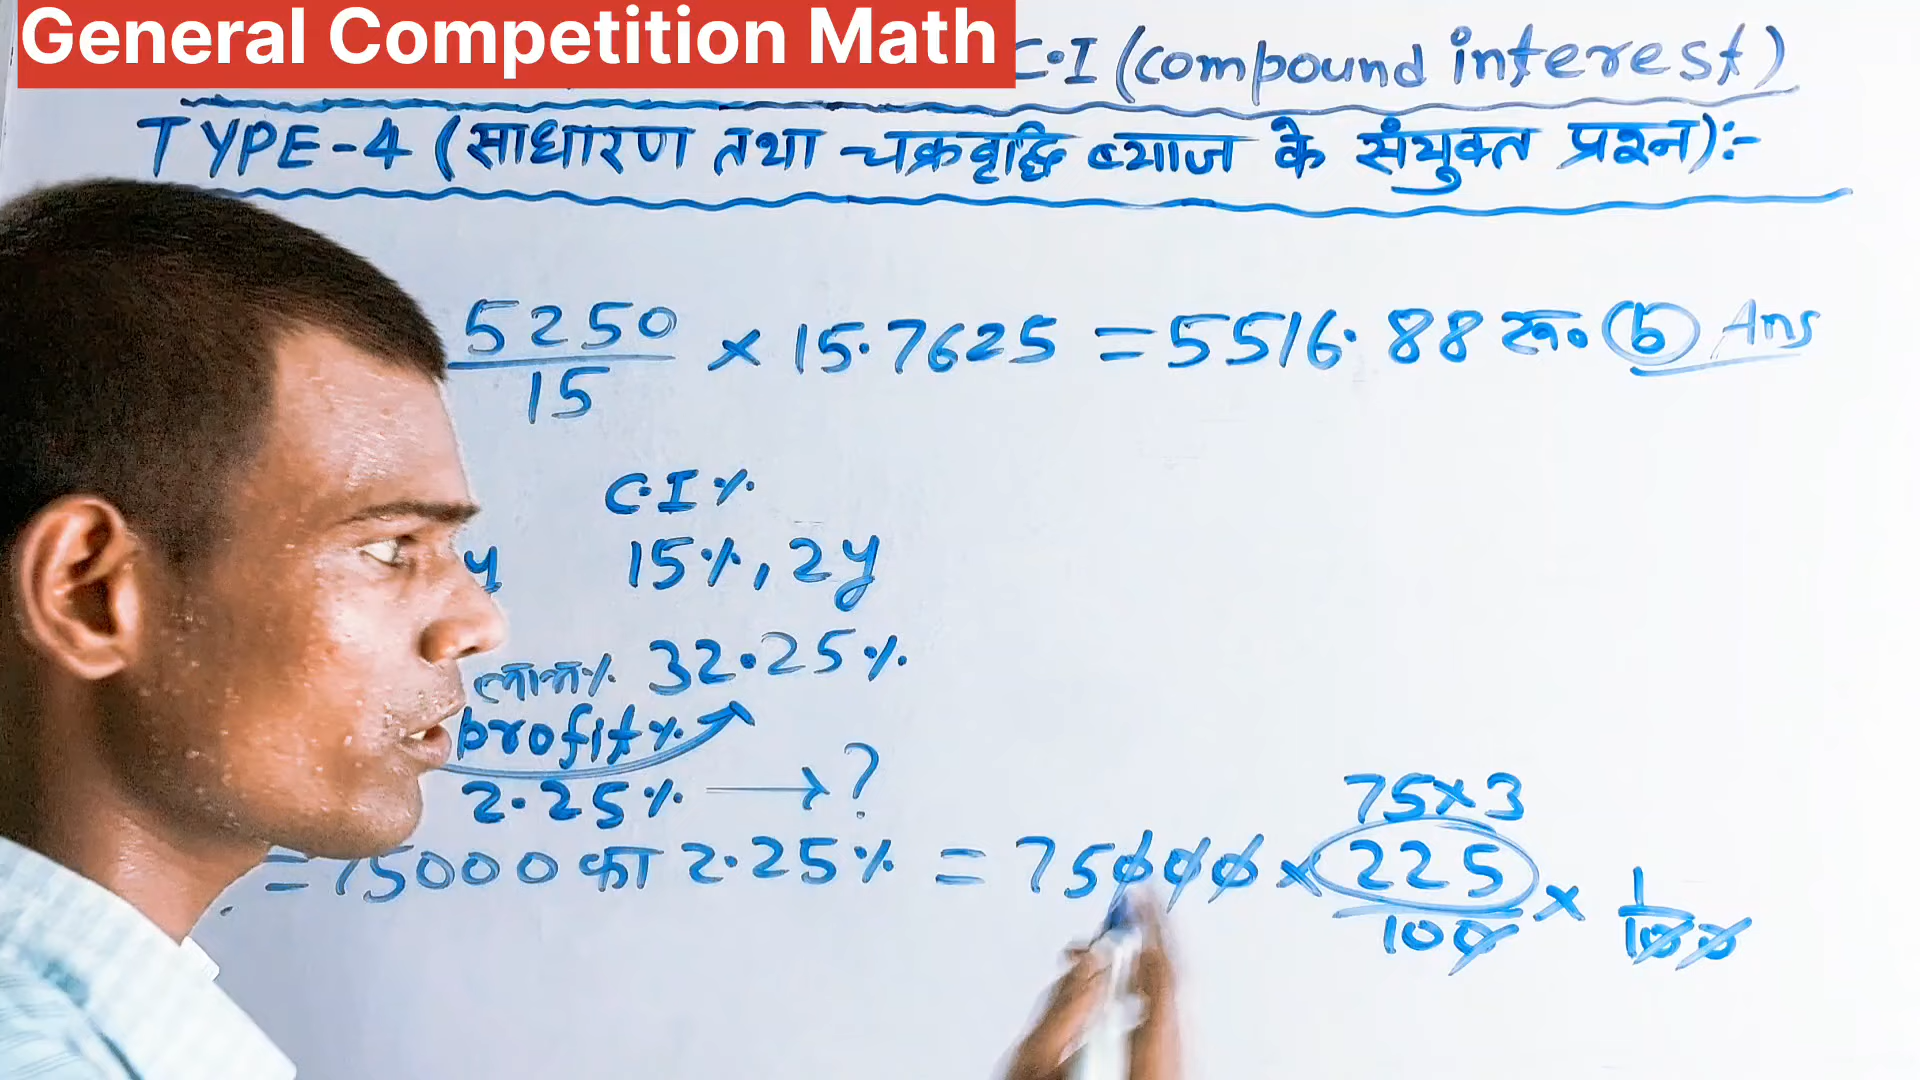 General Competition Math
C.I (compound interest)
TYPE-4 (साधारण तथा चक्रवृद्धि ब्याज के संयुक्त प्रश्न):-
5250/15 × 15.7625 = 5516.88 रू० (b) Ans
C.I %
y 15%, 2y
लाभ% 32.25%
profit%
2.25% → ?
75×3
= 75000 का 2.25% = 75000 × 225/100 × 1/100